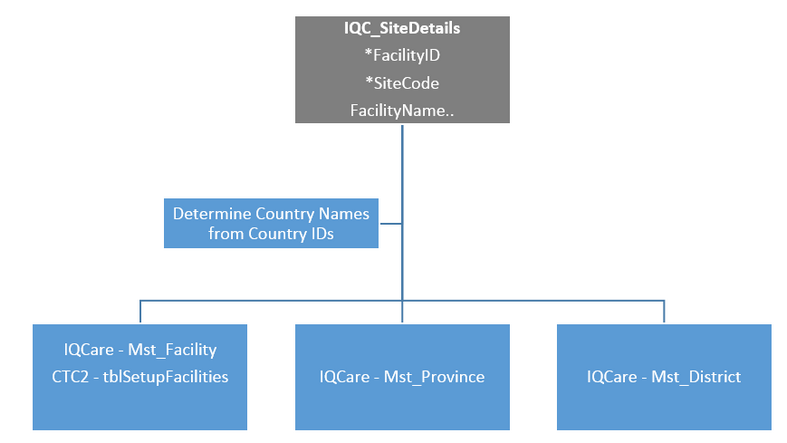 IQC_SiteDetails
*FacilityID
*SiteCode
FacilityName..
Determine Country Names
from Country IDs
IQCare - Mst_Facility
CTC2 - tblSetupFacilities
IQCare - Mst_Province
IQCare - Mst_District